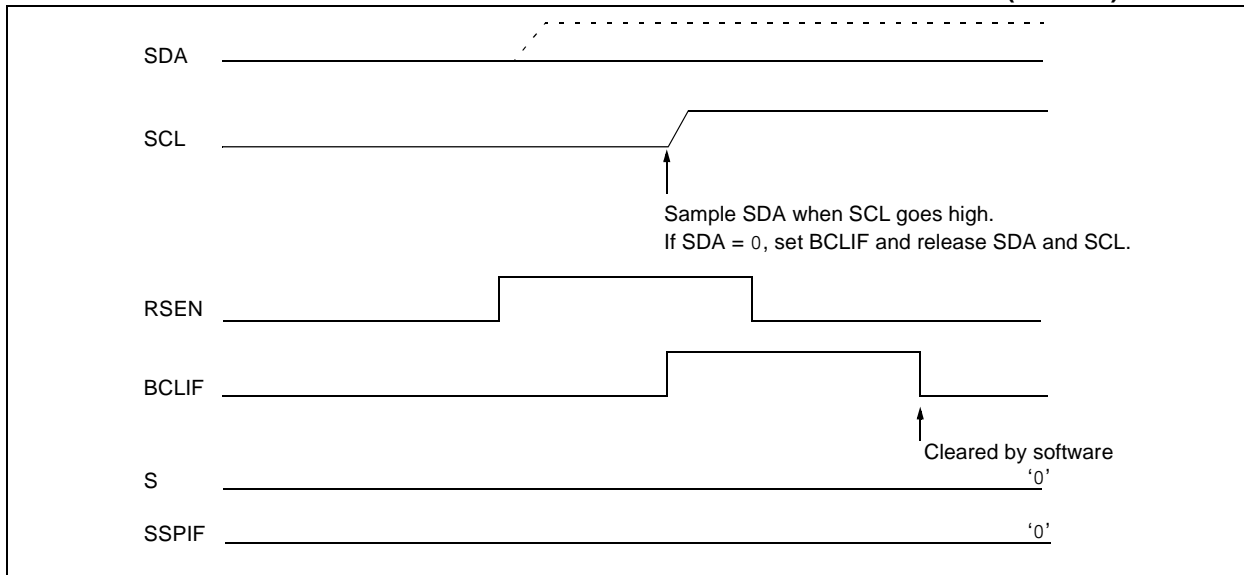 SDA
SCL
Sample SDA when SCL goes high.
If SDA = 0, set BCLIF and release SDA and SCL.
RSEN
BCLIF
Cleared by software
S
‘0’
SSPIF
‘0’